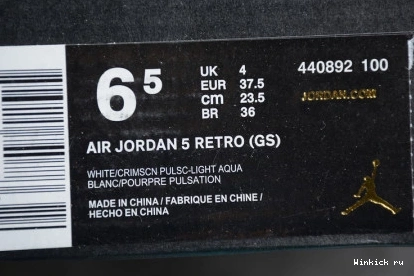 6 5
UK 4
EUR 37.5
cm 23.5
BR 36
440892 100
JORDAN.COM
AIR JORDAN 5 RETRO (GS)
WHITE/CRIMSCN PULSC-LIGHT AQUA
BLANC/POURPRE PULSATION
MADE IN CHINA / FABRIQUE EN CHINE /
HECHO EN CHINA
Winkick ru